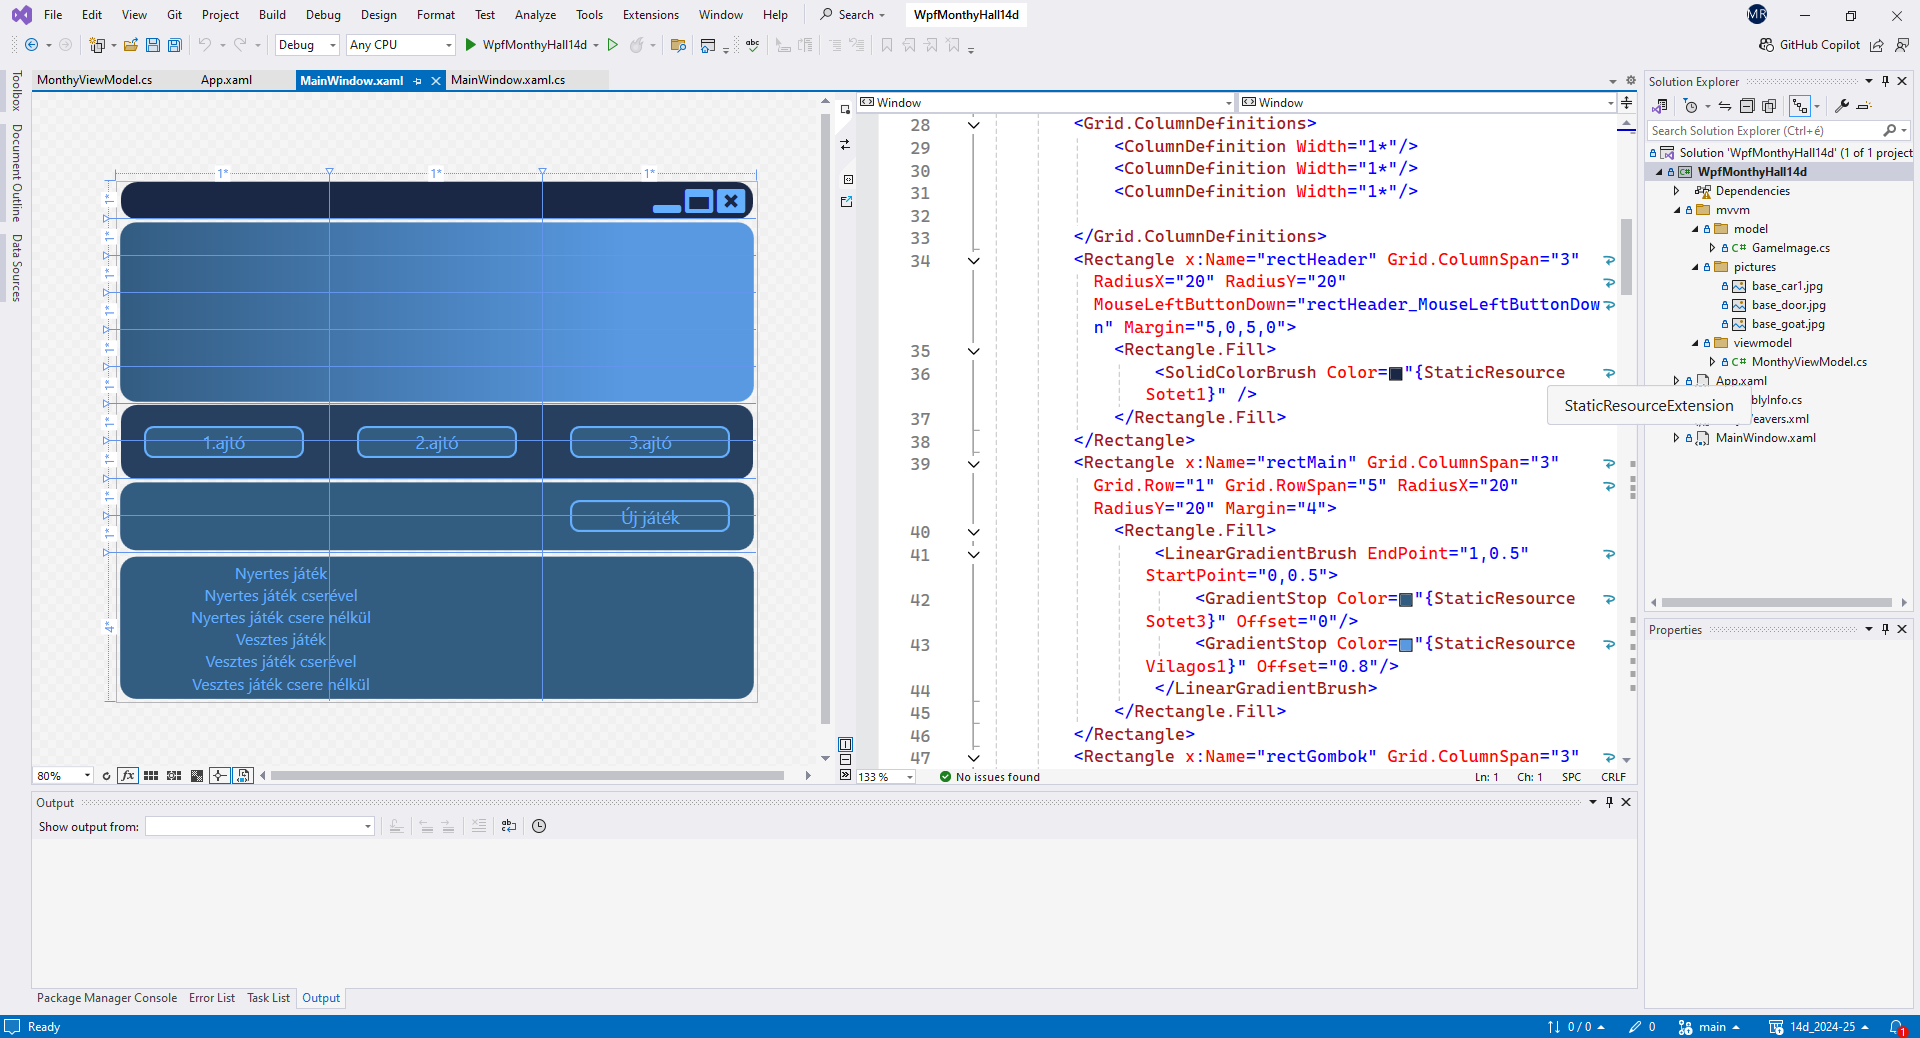 File Edit View Git Project Build Debug Design Format Test Analyze Tools Extensions Window Help Search WpfMonthyHall14d MR
Debug Any CPU WpfMonthyHall14d GitHub Copilot
Toolbox
Document Outline
Data Sources
MonthyViewModel.cs App.xaml MainWindow.xaml MainWindow.xaml.cs
1* 1* 1*
1.ajtó 2.ajtó 3.ajtó
Új játék
Nyertes játék
Nyertes játék cserével
Nyertes játék csere nélkül
Vesztes játék
Vesztes játék cserével
Vesztes játék csere nélkül
4*
80% fx
Window Window
28 <Grid.ColumnDefinitions>
29 <ColumnDefinition Width="1*"/>
30 <ColumnDefinition Width="1*"/>
31 <ColumnDefinition Width="1*"/>
32
33 </Grid.ColumnDefinitions>
34 <Rectangle x:Name="rectHeader" Grid.ColumnSpan="3"
RadiusX="20" RadiusY="20"
MouseLeftButtonDown="rectHeader_MouseLeftButtonDow
n" Margin="5,0,5,0">
35 <Rectangle.Fill>
36 <SolidColorBrush Color="{StaticResource
Sotet1}" />
37 </Rectangle.Fill>
38 </Rectangle>
39 <Rectangle x:Name="rectMain" Grid.ColumnSpan="3"
Grid.Row="1" Grid.RowSpan="5" RadiusX="20"
RadiusY="20" Margin="4">
40 <Rectangle.Fill>
41 <LinearGradientBrush EndPoint="1,0.5"
StartPoint="0,0.5">
42 <GradientStop Color="{StaticResource
Sotet3}" Offset="0"/>
43 <GradientStop Color="{StaticResource
Vilagos1}" Offset="0.8"/>
44 </LinearGradientBrush>
45 </Rectangle.Fill>
46 </Rectangle>
47 <Rectangle x:Name="rectGombok" Grid.ColumnSpan="3"
133 % No issues found Ln: 1 Ch: 1 SPC CRLF
Solution Explorer
Search Solution Explorer (Ctrl+é)
Solution 'WpfMonthyHall14d' (1 of 1 project
WpfMonthyHall14d
Dependencies
mvvm
model
GameImage.cs
pictures
base_car1.jpg
base_door.jpg
base_goat.jpg
viewmodel
MonthyViewModel.cs
App.xaml
StaticResourceExtension
MainWindow.xaml
Properties
Output
Show output from:
Package Manager Console Error List Task List Output
Ready 0 / 0 0 main 14d_2024-25 1